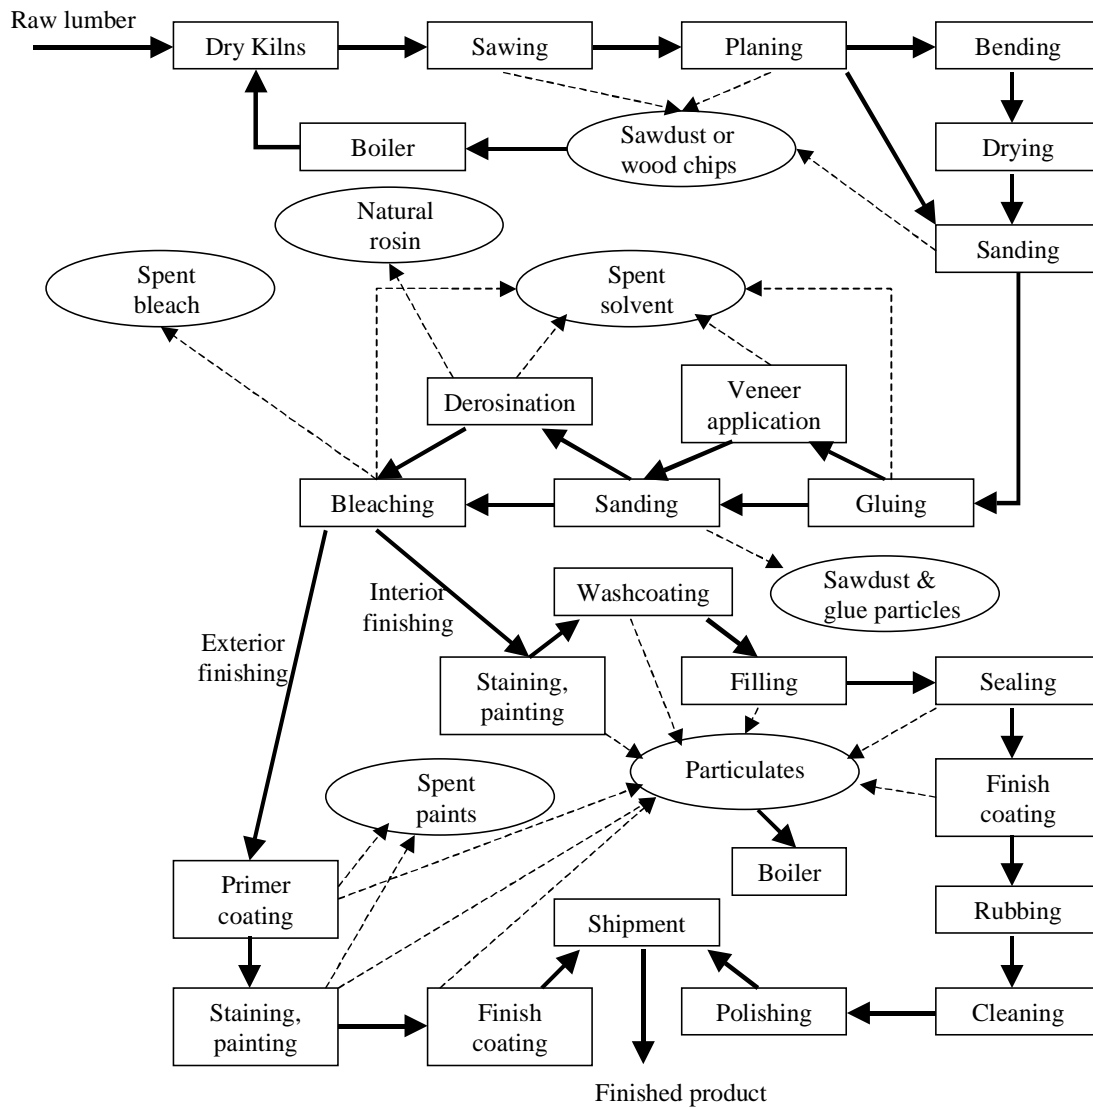 Raw lumber
Dry Kilns
Sawing
Planing
Bending
Boiler
Sawdust or
wood chips
Drying
Natural
rosin
Sanding
Spent
bleach
Spent
solvent
Derosination
Veneer
application
Bleaching
Sanding
Gluing
Interior
finishing
Washcoating
Sawdust &
glue particles
Exterior
finishing
Staining,
painting
Filling
Sealing
Spent
paints
Particulates
Finish
coating
Primer
coating
Boiler
Shipment
Rubbing
Staining,
painting
Finish
coating
Polishing
Cleaning
Finished product